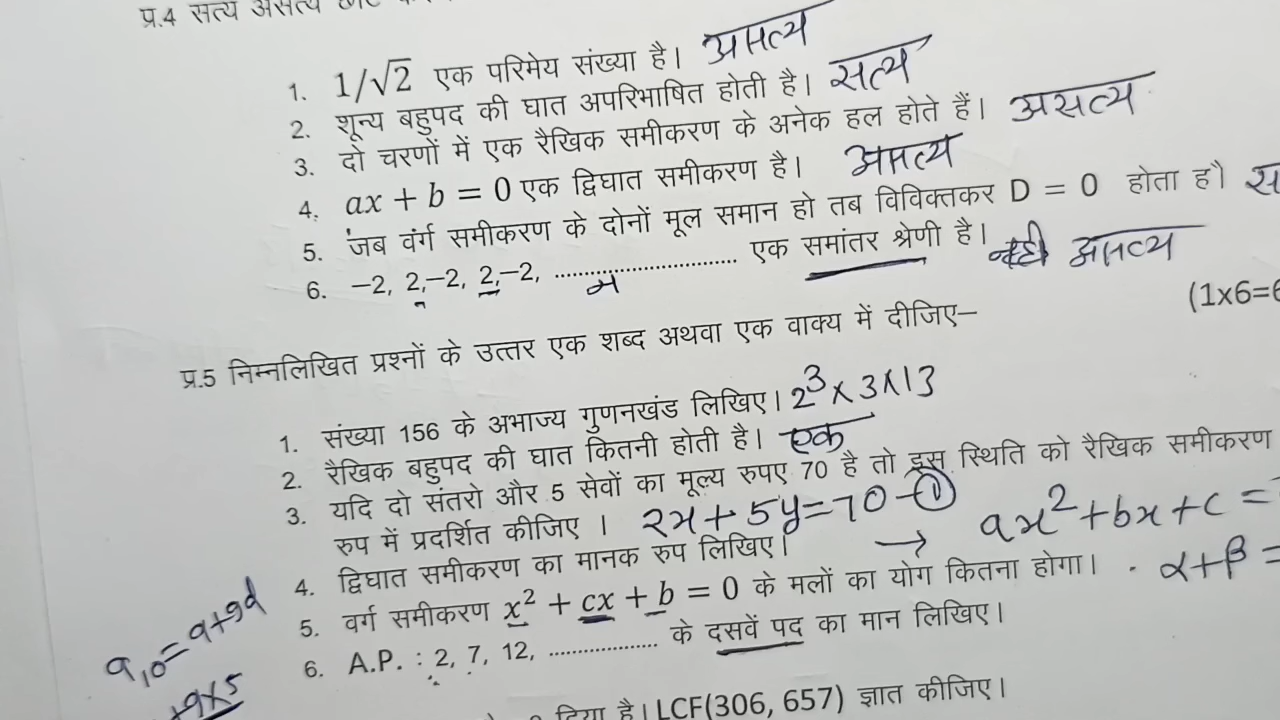 प्र.4 सत्य असत्य
1. 1/√2 एक परिमेय संख्या है। असत्य
2. शून्य बहुपद की घात अपरिभाषित होती है। सत्य
3. दो चरणों में एक रैखिक समीकरण के अनेक हल होते हैं। असत्य
4. ax + b = 0 एक द्विघात समीकरण है। असत्य
5. जब वर्ग समीकरण के दोनों मूल समान हो तब विविक्तकर D = 0 होता है। स
6. −2, 2,−2, 2,−2, .............................. एक समांतर श्रेणी है। नही असत्य
(1x6=6
प्र.5 निम्नलिखित प्रश्नों के उत्तर एक शब्द अथवा एक वाक्य में दीजिए−
1. संख्या 156 के अभाज्य गुणनखंड लिखिए। 2³×3×13
2. रैखिक बहुपद की घात कितनी होती है। एक
3. यदि दो संतरो और 5 सेवों का मूल्य रुपए 70 है तो इस स्थिति को रैखिक समीकरण
रुप में प्रदर्शित कीजिए । 2x+5y=70 −①
4. द्विघात समीकरण का मानक रुप लिखिए। → ax²+bx+c=
5. वर्ग समीकरण x² + cx + b = 0 के मलों का योग कितना होगा। . α+β =
6. A.P. : 2, 7, 12, .................. के दसवें पद का मान लिखिए।
a₁₀=a+9d
+9×5
दिया है। LCF(306, 657) ज्ञात कीजिए।